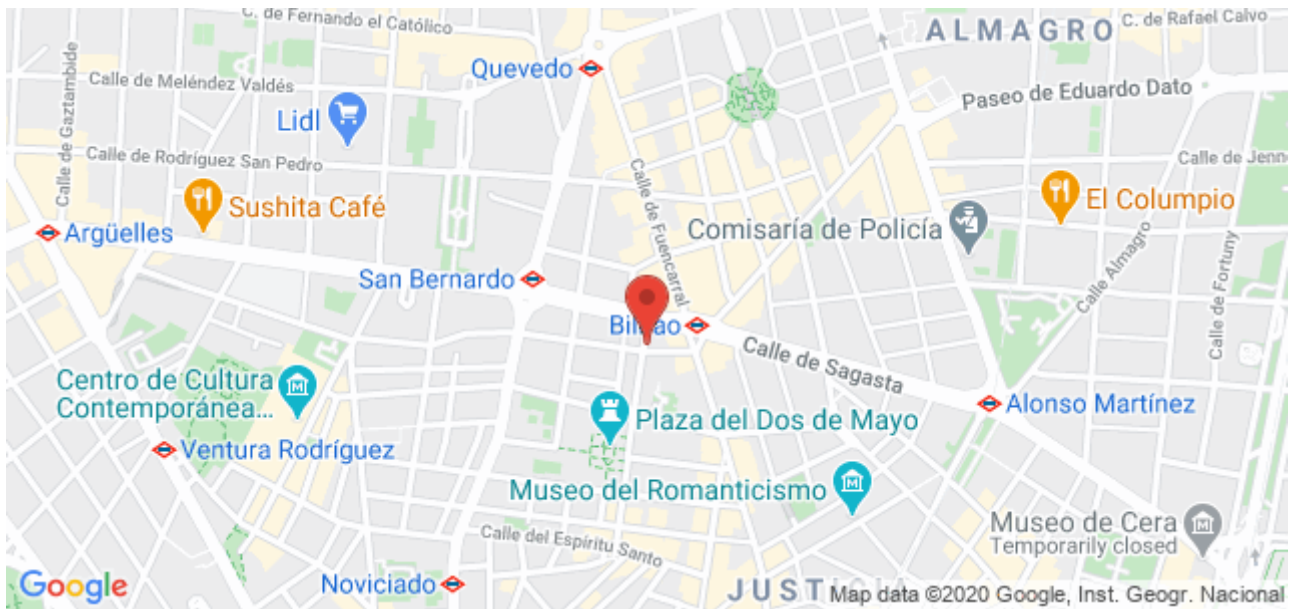 C. de Fernando el Católico
ALMAGRO
C. de Rafael Calvo
Calle de Gaztambide
Calle de Meléndez Valdés
Quevedo
Paseo de Eduardo Dato
Lidl
Calle de Rodríguez San Pedro
Calle de Fuencarral
Calle de Jenn
Sushita Café
El Columpio
Argüelles
Comisaría de Policía
Calle Almagro
Calle de Fortuny
San Bernardo
Calle de Sagasta
Centro de Cultura
Contemporánea...
Alonso Martínez
Plaza del Dos de Mayo
Ventura Rodríguez
Museo del Romanticismo
Museo de Cera
Temporarily closed
Calle del Espíritu Santo
Google
Noviciado
Map data ©2020 Google, Inst. Geogr. Nacional